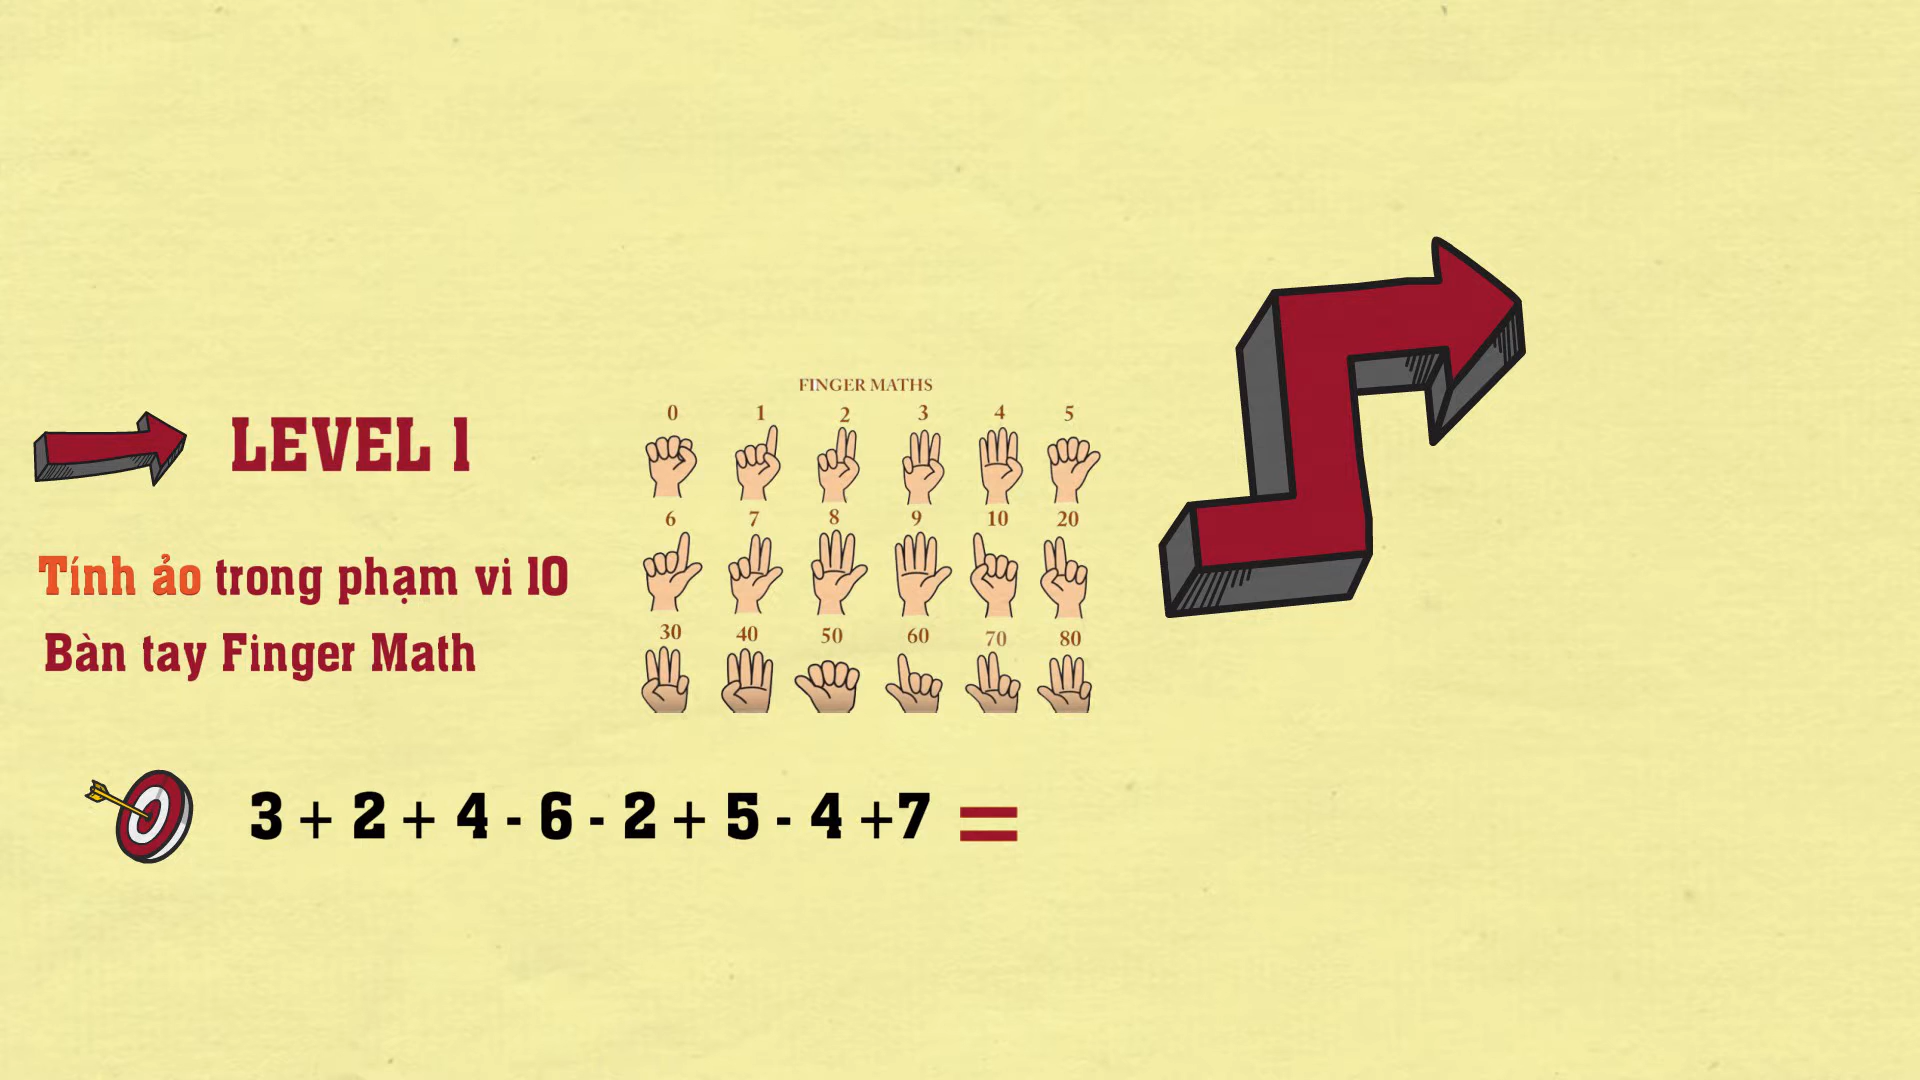 LEVEL 1
Tính ảo trong phạm vi 10
Bàn tay Finger Math
FINGER MATHS
0 1 2 3 4 5
6 7 8 9 10 20
30 40 50 60 70 80
3 + 2 + 4 - 6 - 2 + 5 - 4 +7 =